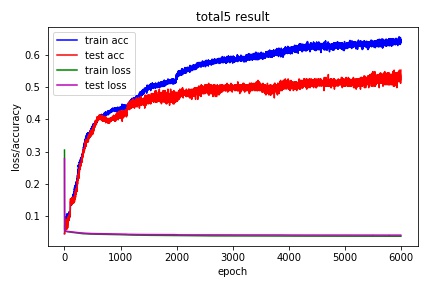 total5 result
train acc
test acc
train loss
test loss
loss/accuracy
0.6
0.5
0.4
0.3
0.2
0.1
0
1000
2000
3000
4000
5000
6000
epoch